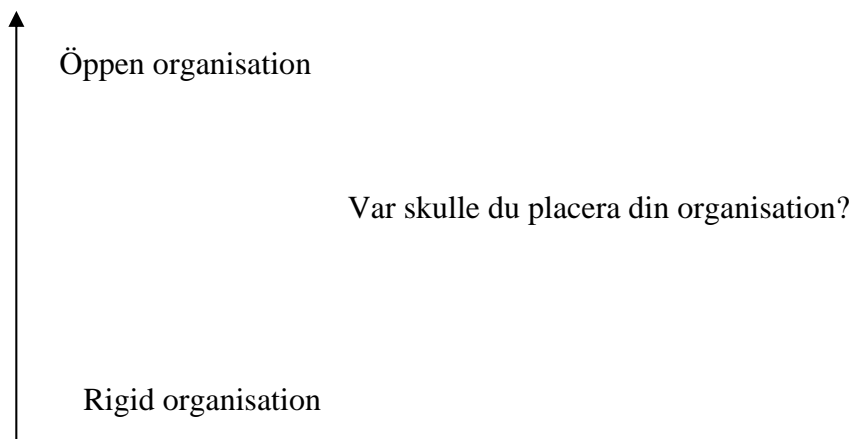 Öppen organisation
Var skulle du placera din organisation?
Rigid organisation